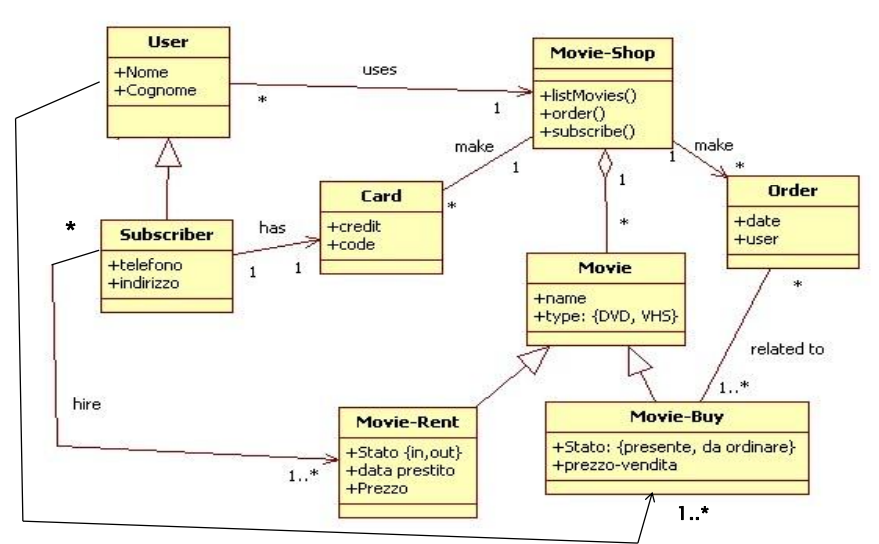 User
+Nome
+Cognome
uses
*
1
Movie-Shop
+listMovies()
+order()
+subscribe()
make
1
*
make
1
*
1
*
Order
+date
+user
*
Card
+credit
+code
has
1
1
*
Subscriber
+telefono
+indirizzo
Movie
+name
+type: {DVD, VHS}
related to
1..*
hire
1..*
Movie-Rent
+Stato {in,out}
+data prestito
+Prezzo
Movie-Buy
+Stato: {presente, da ordinare}
+prezzo-vendita
1..*